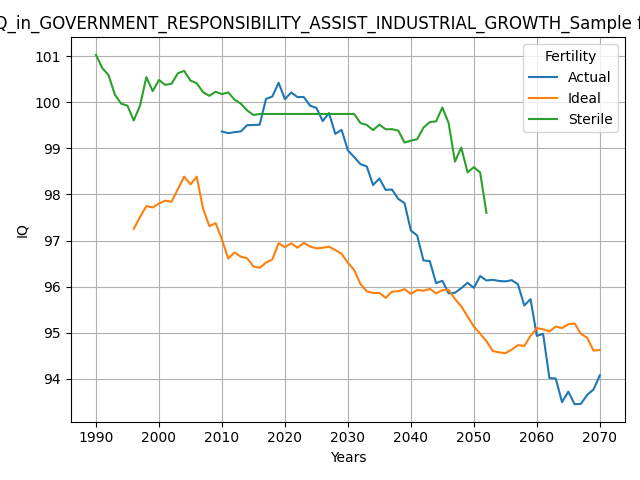 Q_in_GOVERNMENT_RESPONSIBILITY_ASSIST_INDUSTRIAL_GROWTH_Sample f
Fertility
Actual
Ideal
Sterile
IQ
101
100
99
98
97
96
95
94
1990 2000 2010 2020 2030 2040 2050 2060 2070
Years